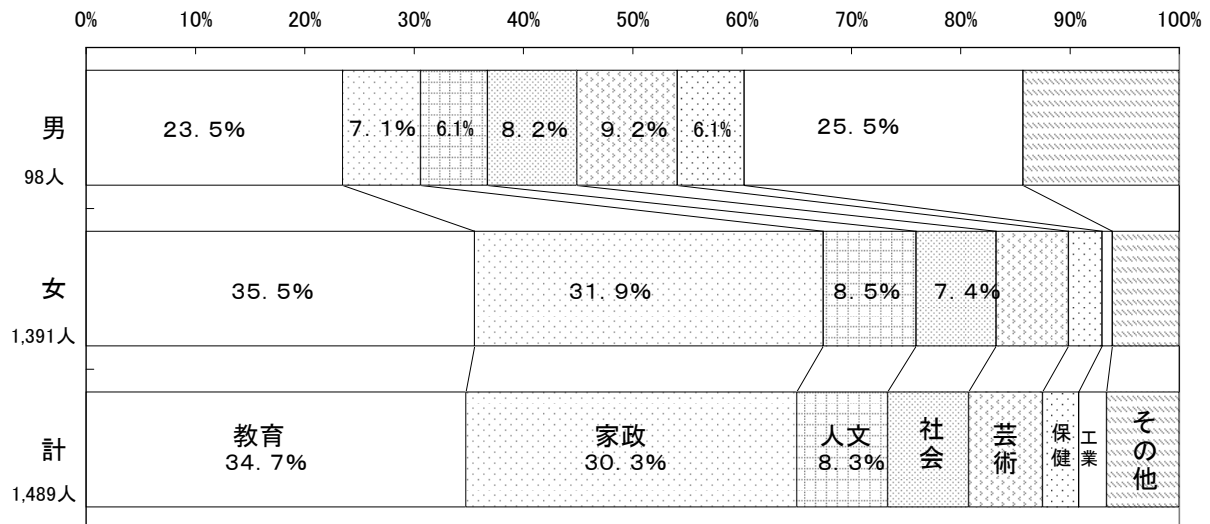 0% 10% 20% 30% 40% 50% 60% 70% 80% 90% 100%
男
98人
23.5% 7.1% 6.1% 8.2% 9.2% 6.1% 25.5%
女
1,391人
35.5% 31.9% 8.5% 7.4%
計
1,489人
教育 家政 人文 社会 芸術 保健 工業 その他
34.7% 30.3% 8.3%